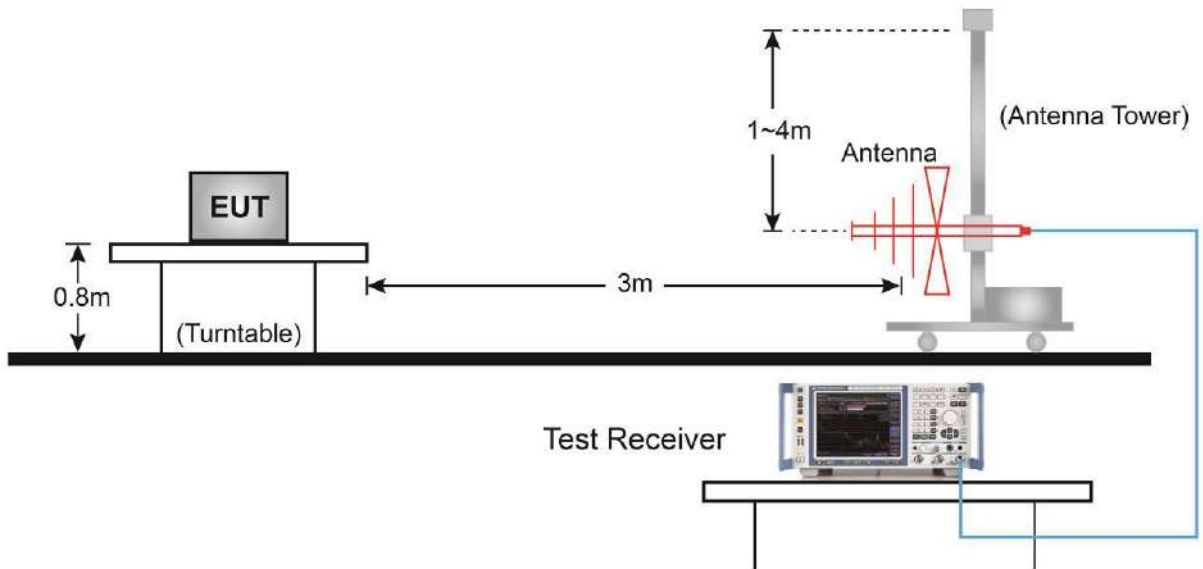 (Antenna Tower)
1~4m
Antenna
EUT
0.8m
3m
(Turntable)
Test Receiver